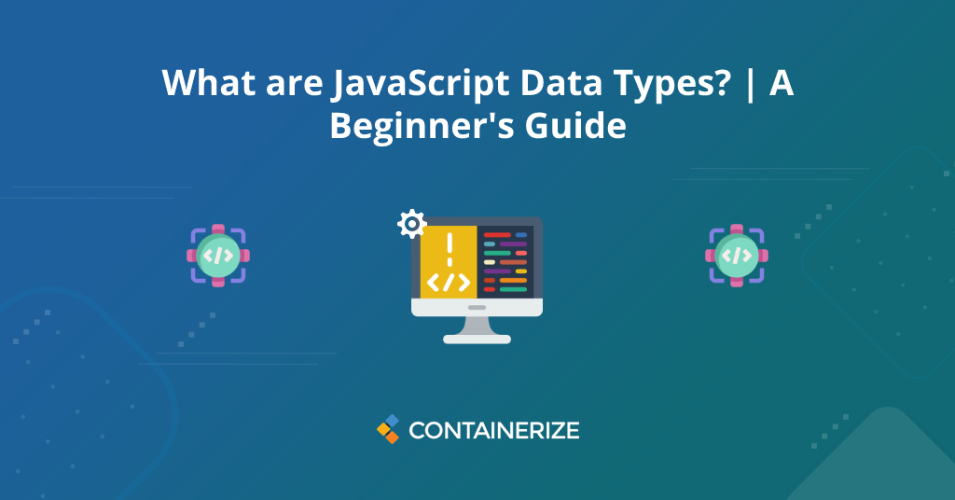 What are JavaScript Data Types? | A
Beginner's Guide
</>
</>
</>
CONTAINERIZE